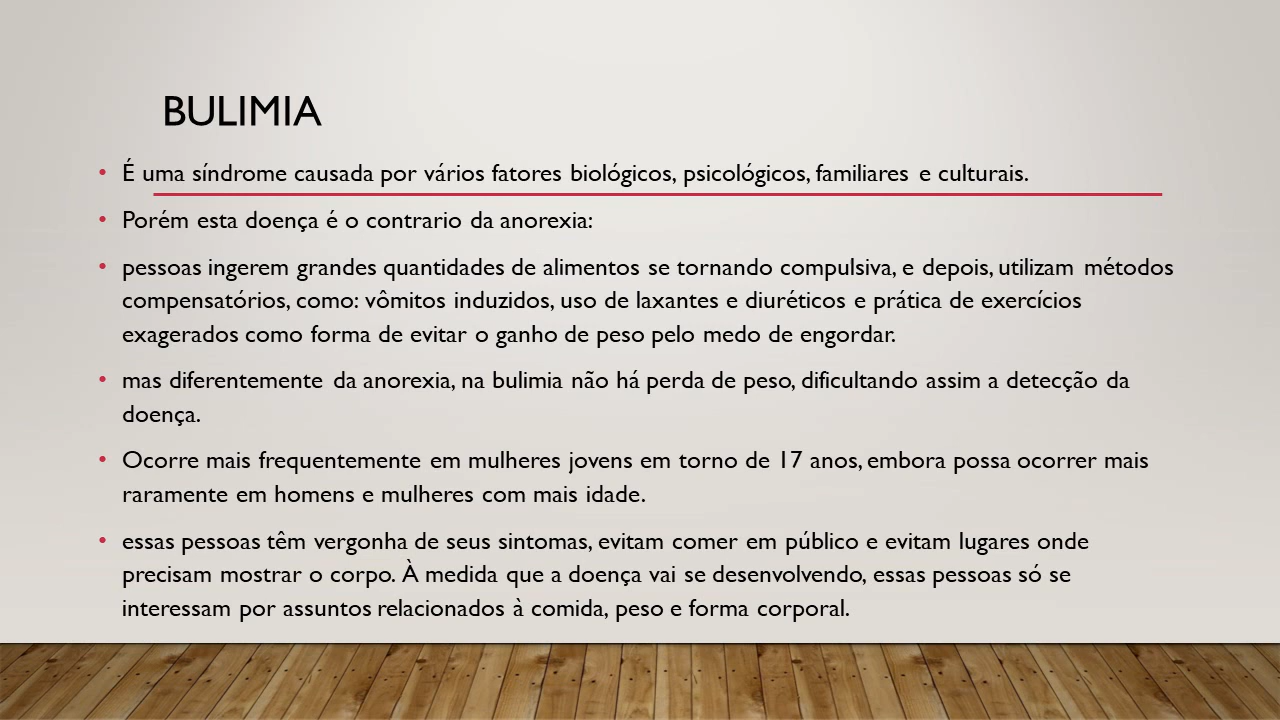 BULIMIA
• É uma síndrome causada por vários fatores biológicos, psicológicos, familiares e culturais.
• Porém esta doença é o contrario da anorexia:
• pessoas ingerem grandes quantidades de alimentos se tornando compulsiva, e depois, utilizam métodos
compensatórios, como: vômitos induzidos, uso de laxantes e diuréticos e prática de exercícios
exagerados como forma de evitar o ganho de peso pelo medo de engordar.
• mas diferentemente da anorexia, na bulimia não há perda de peso, dificultando assim a detecção da
doença.
• Ocorre mais frequentemente em mulheres jovens em torno de 17 anos, embora possa ocorrer mais
raramente em homens e mulheres com mais idade.
• essas pessoas têm vergonha de seus sintomas, evitam comer em público e evitam lugares onde
precisam mostrar o corpo. À medida que a doença vai se desenvolvendo, essas pessoas só se
interessam por assuntos relacionados à comida, peso e forma corporal.